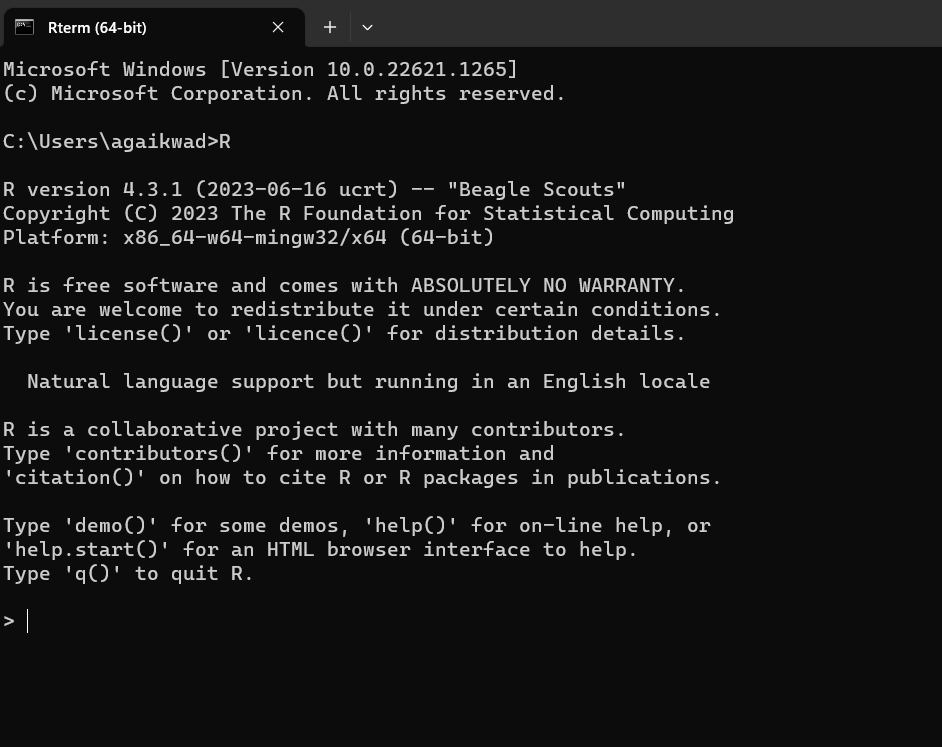 Rterm (64-bit)
Microsoft Windows [Version 10.0.22621.1265]
(c) Microsoft Corporation. All rights reserved.
C:\Users\agaikwad>R
R version 4.3.1 (2023-06-16 ucrt) -- "Beagle Scouts"
Copyright (C) 2023 The R Foundation for Statistical Computing
Platform: x86_64-w64-mingw32/x64 (64-bit)
R is free software and comes with ABSOLUTELY NO WARRANTY.
You are welcome to redistribute it under certain conditions.
Type 'license()' or 'licence()' for distribution details.
Natural language support but running in an English locale
R is a collaborative project with many contributors.
Type 'contributors()' for more information and
'citation()' on how to cite R or R packages in publications.
Type 'demo()' for some demos, 'help()' for on-line help, or
'help.start()' for an HTML browser interface to help.
Type 'q()' to quit R.
>